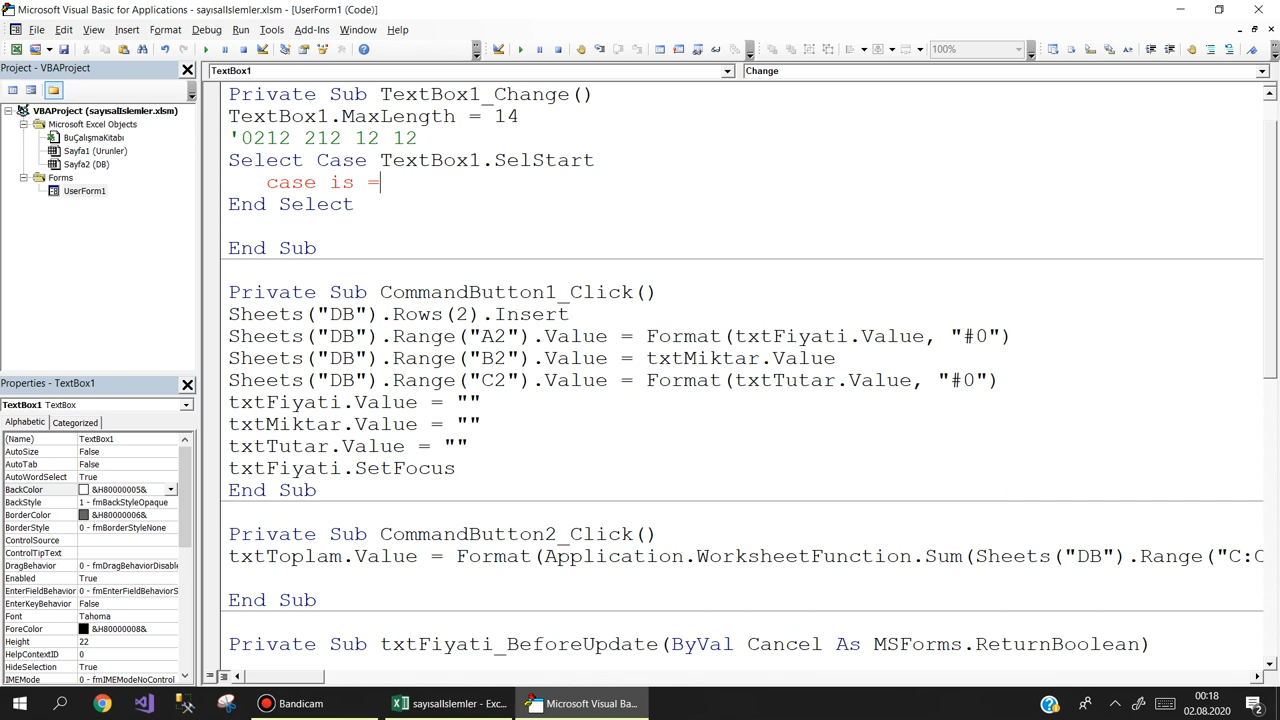 Microsoft Visual Basic for Applications - sayısalIslemler.xlsm - [UserForm1 (Code)]
File Edit View Insert Format Debug Run Tools Add-Ins Window Help
100%
Project - VBAProject
VBAProject (sayısalIslemler.xlsm)
Microsoft Excel Objects
BuÇalışmaKitabı
Sayfa1 (Urunler)
Sayfa2 (DB)
Forms
UserForm1
Properties - TextBox1
TextBox1 TextBox
Alphabetic Categorized
(Name) TextBox1
AutoSize False
AutoTab False
AutoWordSelect True
BackColor &H80000005&
BackStyle 1 - fmBackStyleOpaque
BorderColor &H80000006&
BorderStyle 0 - fmBorderStyleNone
ControlSource
ControlTipText
DragBehavior 0 - fmDragBehaviorDisable
Enabled True
EnterFieldBehavior 0 - fmEnterFieldBehaviorS
EnterKeyBehavior False
Font Tahoma
ForeColor &H80000008&
Height 22
HelpContextID 0
HideSelection True
IMEMode 0 - fmIMEModeNoControl
TextBox1 Change
Private Sub TextBox1_Change()
TextBox1.MaxLength = 14
'0212 212 12 12
Select Case TextBox1.SelStart
case is =
End Select
End Sub
Private Sub CommandButton1_Click()
Sheets("DB").Rows(2).Insert
Sheets("DB").Range("A2").Value = Format(txtFiyati.Value, "#0")
Sheets("DB").Range("B2").Value = txtMiktar.Value
Sheets("DB").Range("C2").Value = Format(txtTutar.Value, "#0")
txtFiyati.Value = ""
txtMiktar.Value = ""
txtTutar.Value = ""
txtFiyati.SetFocus
End Sub
Private Sub CommandButton2_Click()
txtToplam.Value = Format(Application.WorksheetFunction.Sum(Sheets("DB").Range("C:C
End Sub
Private Sub txtFiyati_BeforeUpdate(ByVal Cancel As MSForms.ReturnBoolean)
Bandicam
sayısalIslemler - Exc...
Microsoft Visual Ba...
00:18
02.08.2020
2